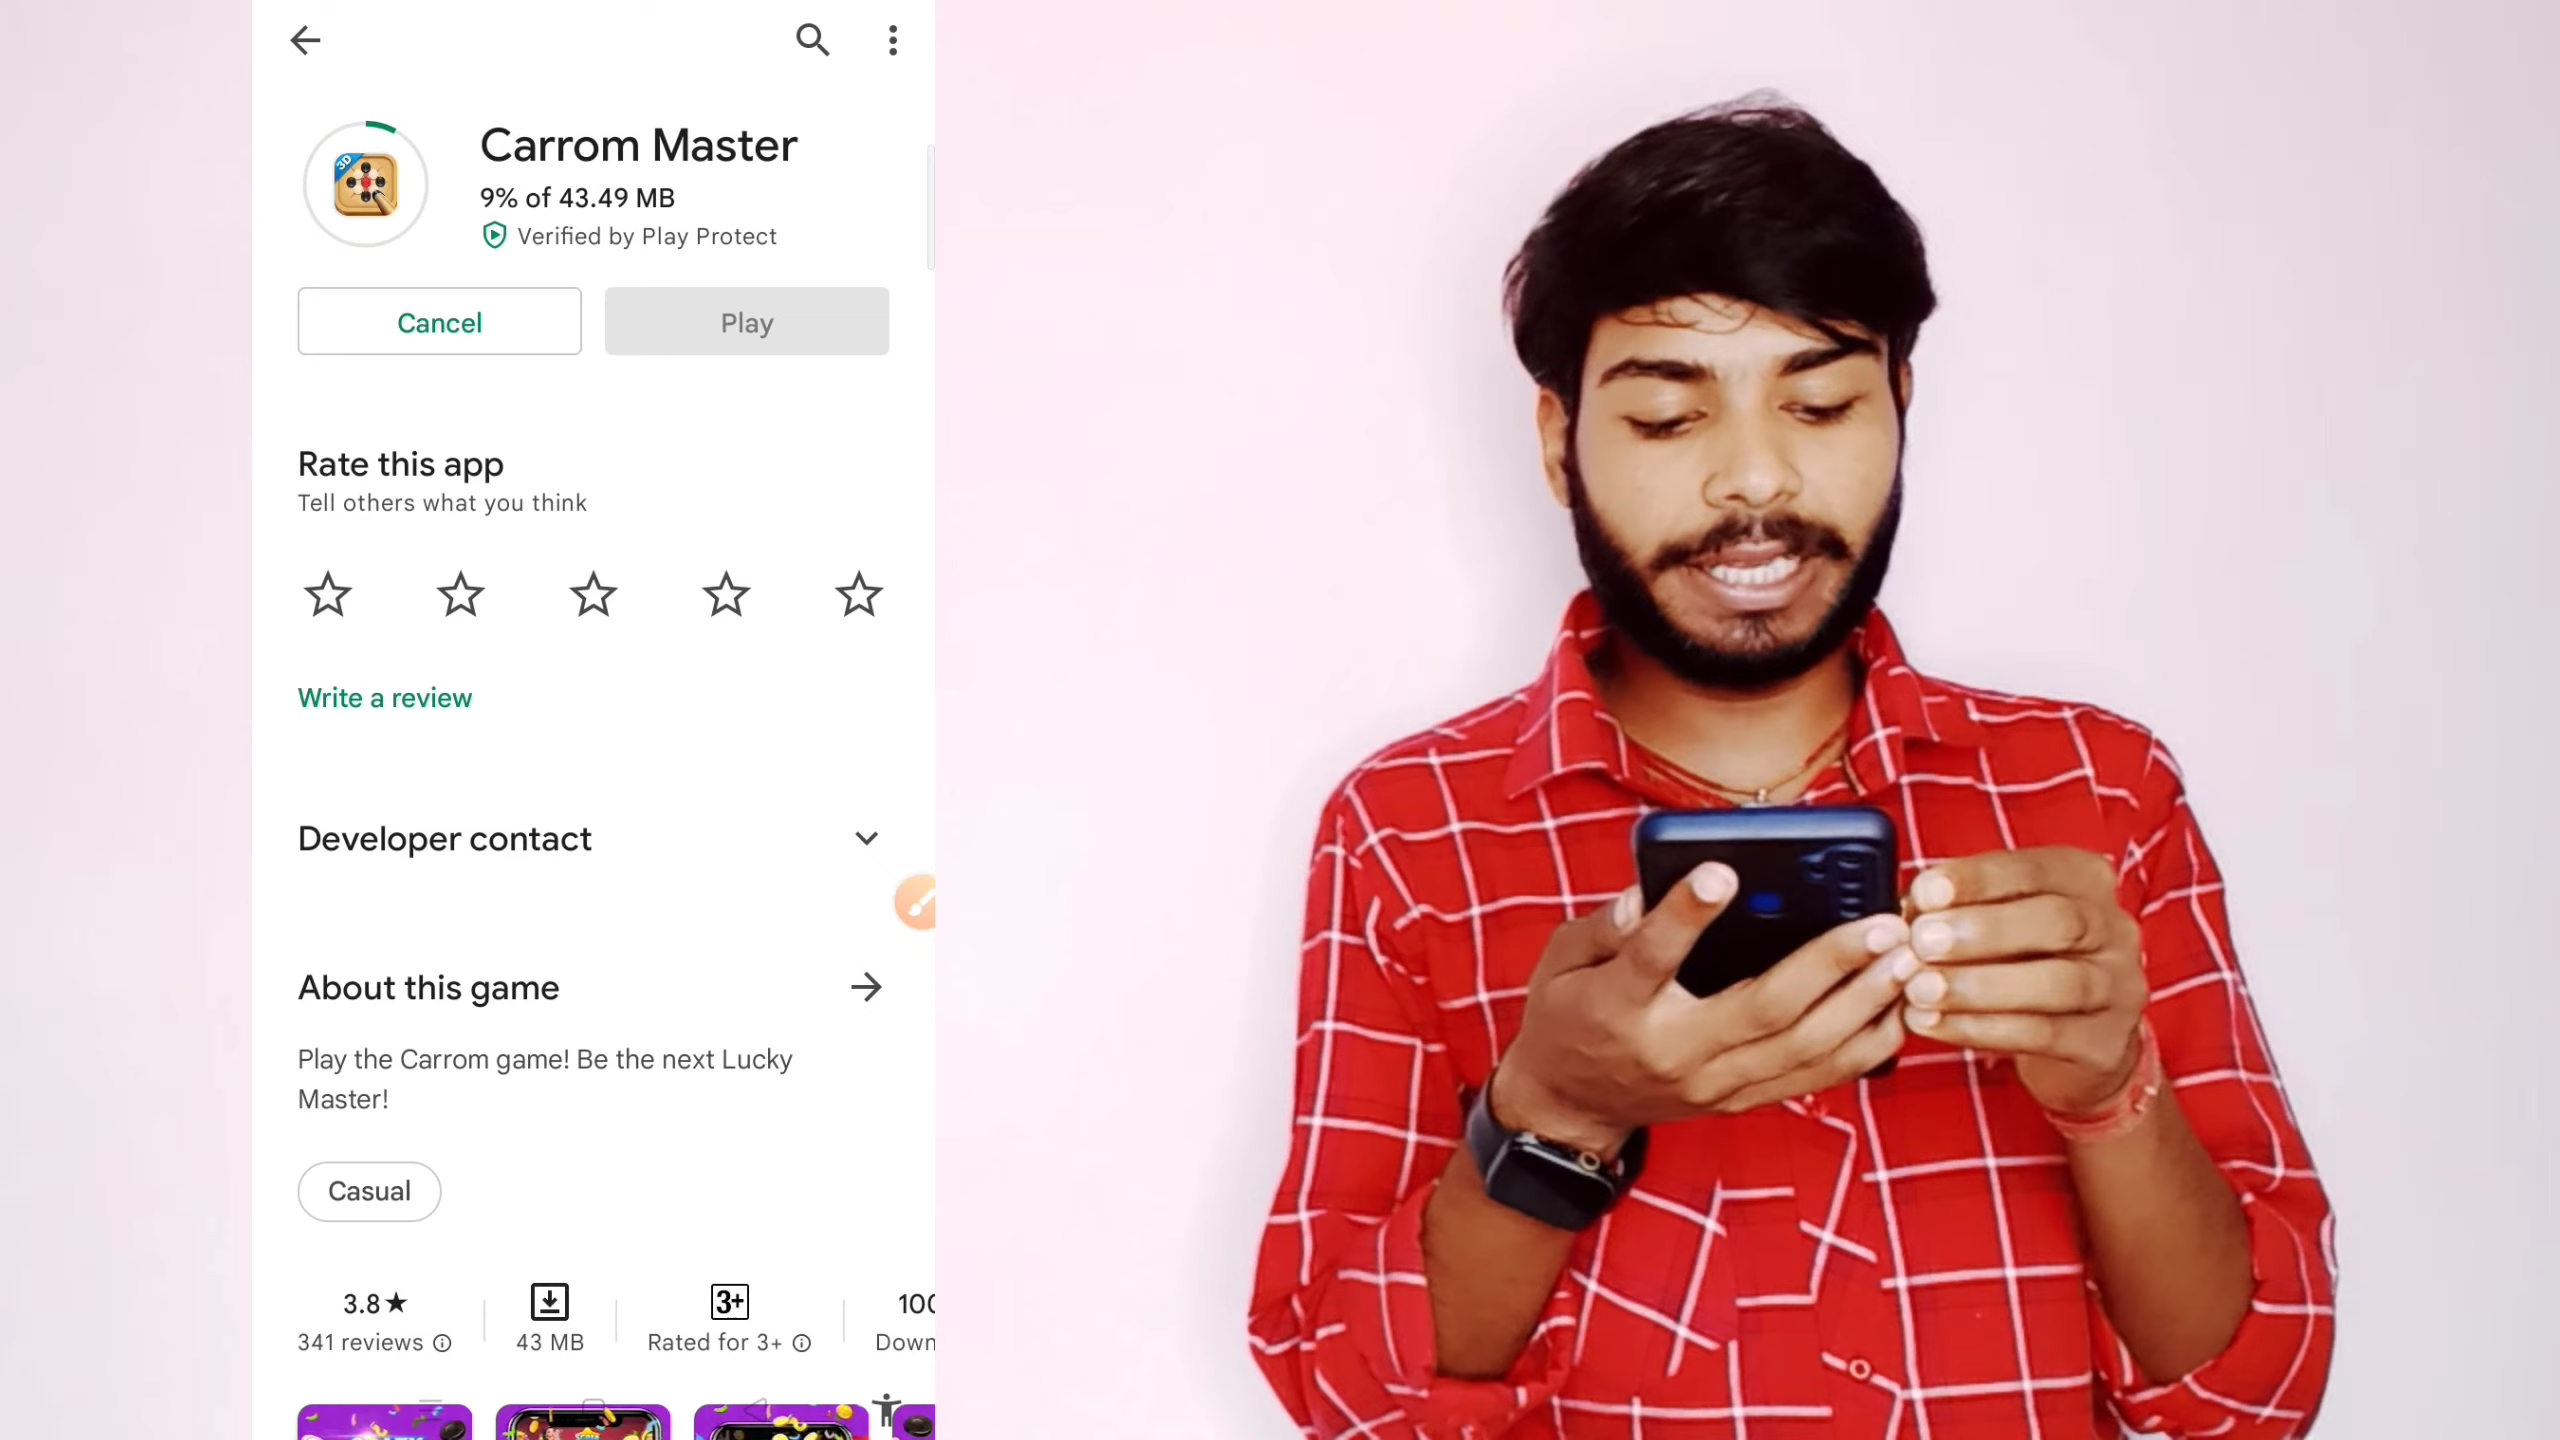 Carrom Master
3D
9% of 43.49 MB
Verified by Play Protect
Cancel
Play
Rate this app
Tell others what you think
Write a review
Developer contact
About this game
Play the Carrom game! Be the next Lucky
Master!
Casual
3.8★
341 reviews
43 MB
3+
Rated for 3+